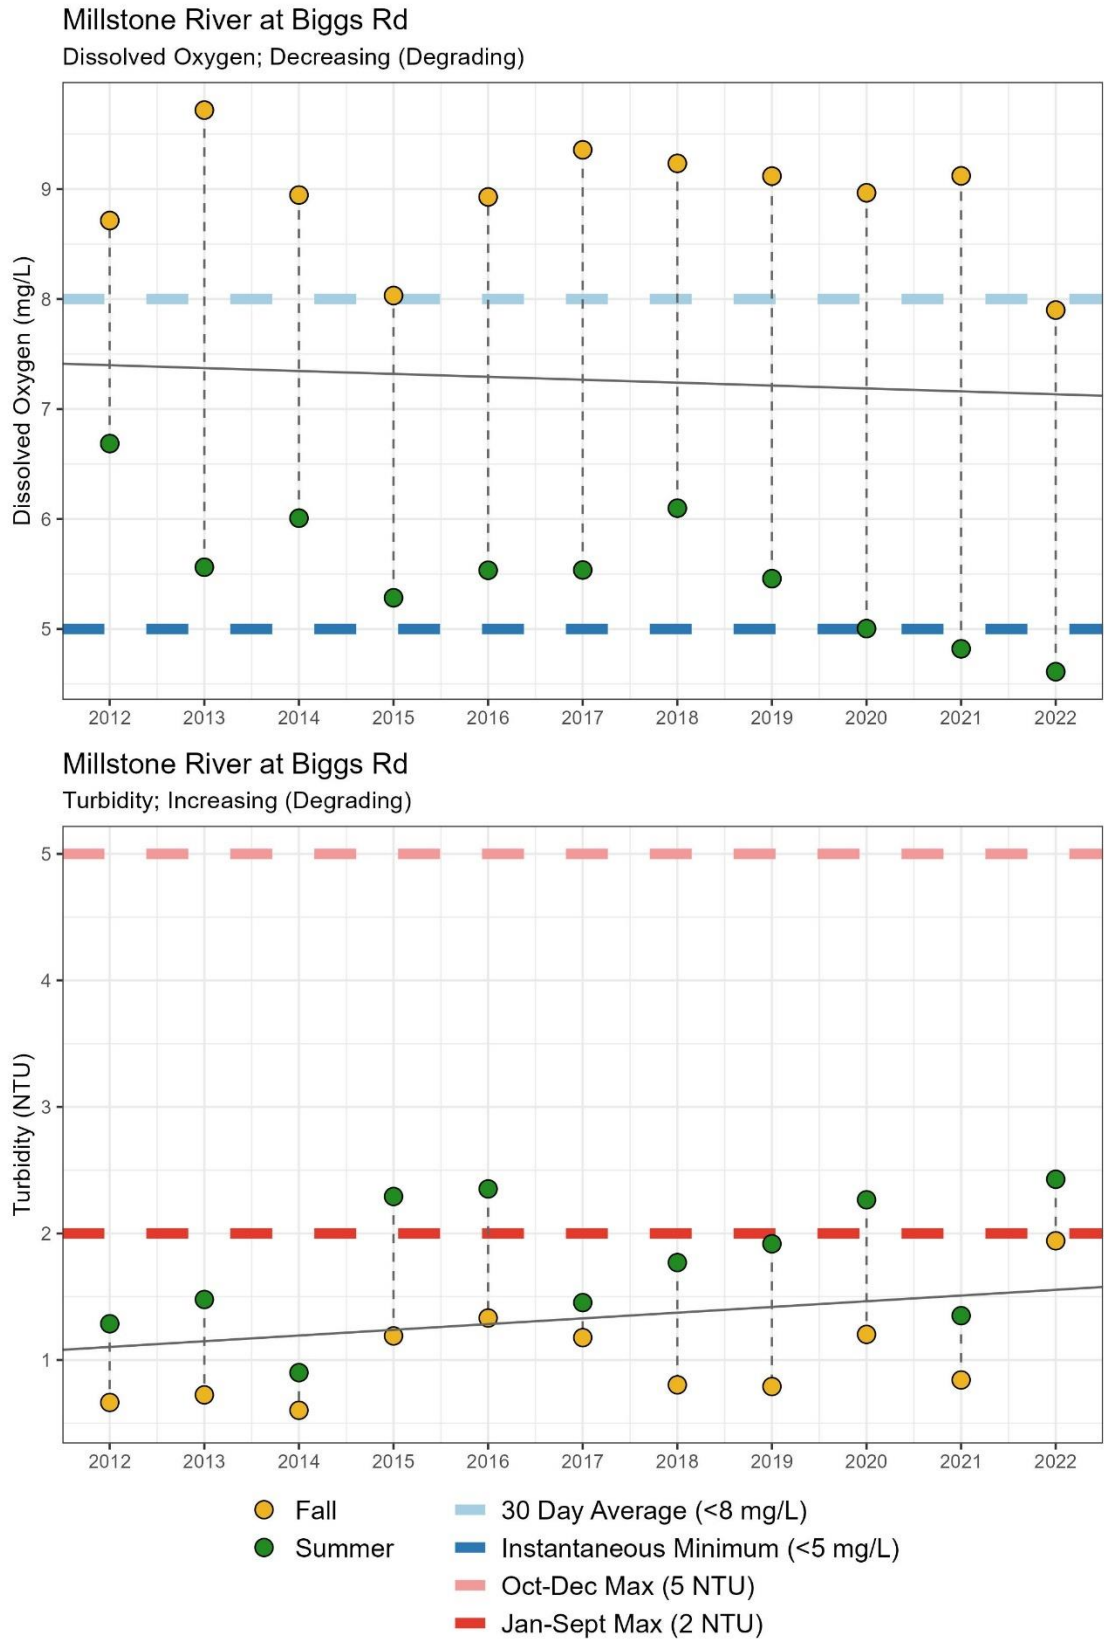 Millstone River at Biggs Rd
Dissolved Oxygen; Decreasing (Degrading)
Dissolved Oxygen (mg/L)
9
8
7
6
5
2012 2013 2014 2015 2016 2017 2018 2019 2020 2021 2022
Millstone River at Biggs Rd
Turbidity; Increasing (Degrading)
Turbidity (NTU)
5
4
3
2
1
2012 2013 2014 2015 2016 2017 2018 2019 2020 2021 2022
Fall
Summer
30 Day Average (<8 mg/L)
Instantaneous Minimum (<5 mg/L)
Oct-Dec Max (5 NTU)
Jan-Sept Max (2 NTU)